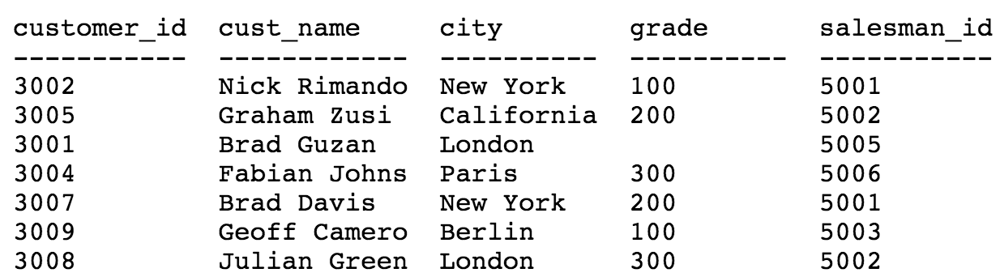 customer_id  cust_name     city        grade       salesman_id
-----------  ------------  ----------  ----------  -----------
3002         Nick Rimando  New York    100         5001
3005         Graham Zusi   California  200         5002
3001         Brad Guzan    London                  5005
3004         Fabian Johns  Paris       300         5006
3007         Brad Davis    New York    200         5001
3009         Geoff Camero  Berlin      100         5003
3008         Julian Green  London      300         5002